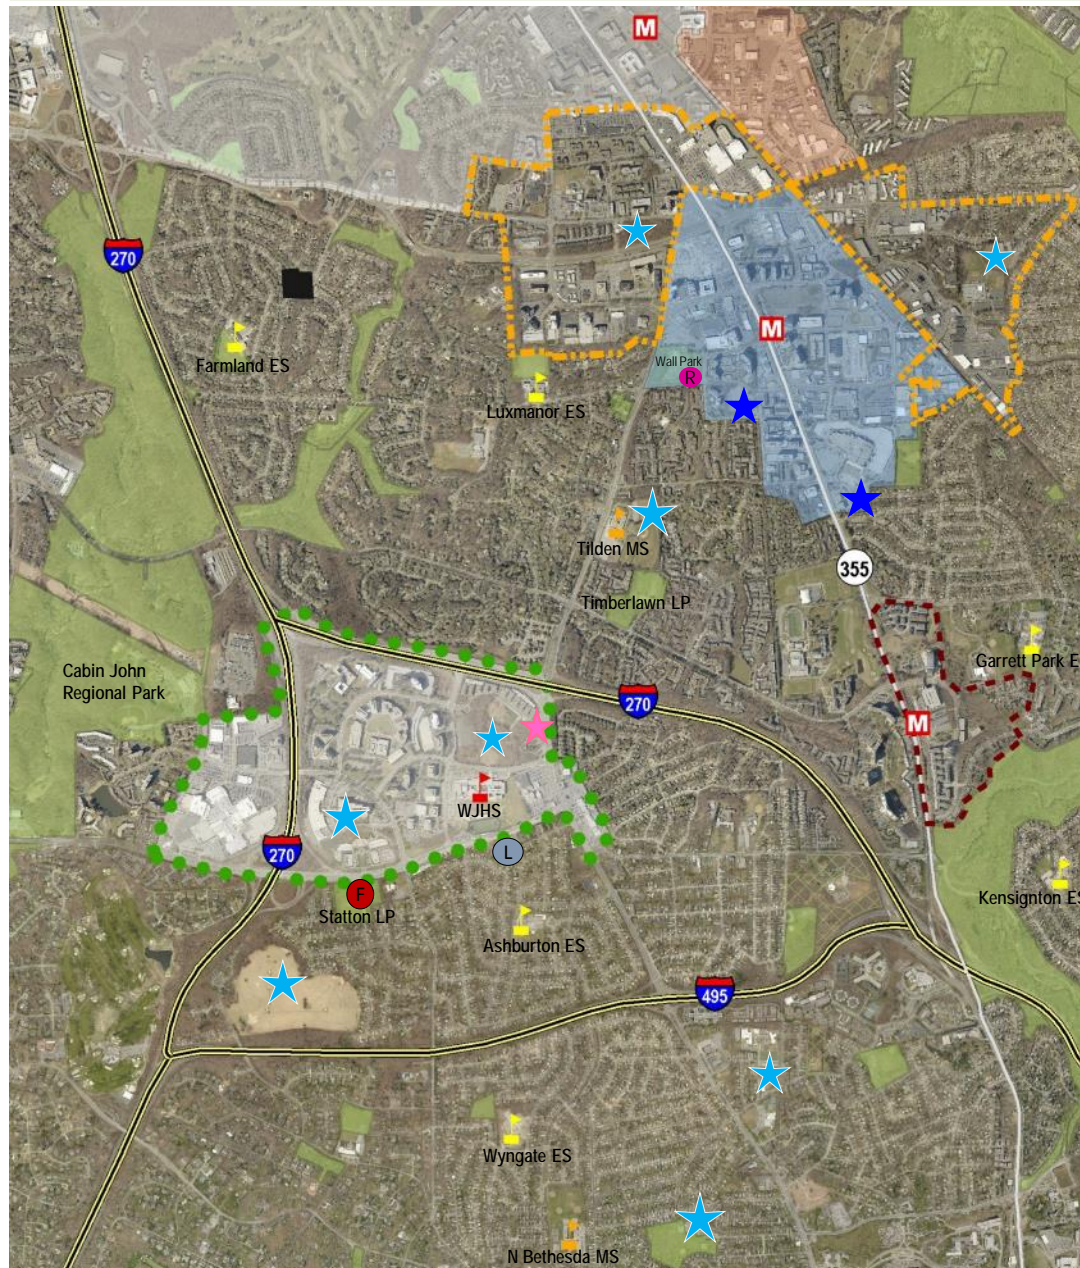 M
270
Farmland ES
Wall Park
R
M
Luxmanor ES
Tilden MS
355
Timberlawn LP
Garrett Park E
Cabin John
Regional Park
270
M
WJHS
270
L
F
Statton LP
Kensignton ES
Ashburton ES
495
Wyngate ES
N Bethesda MS